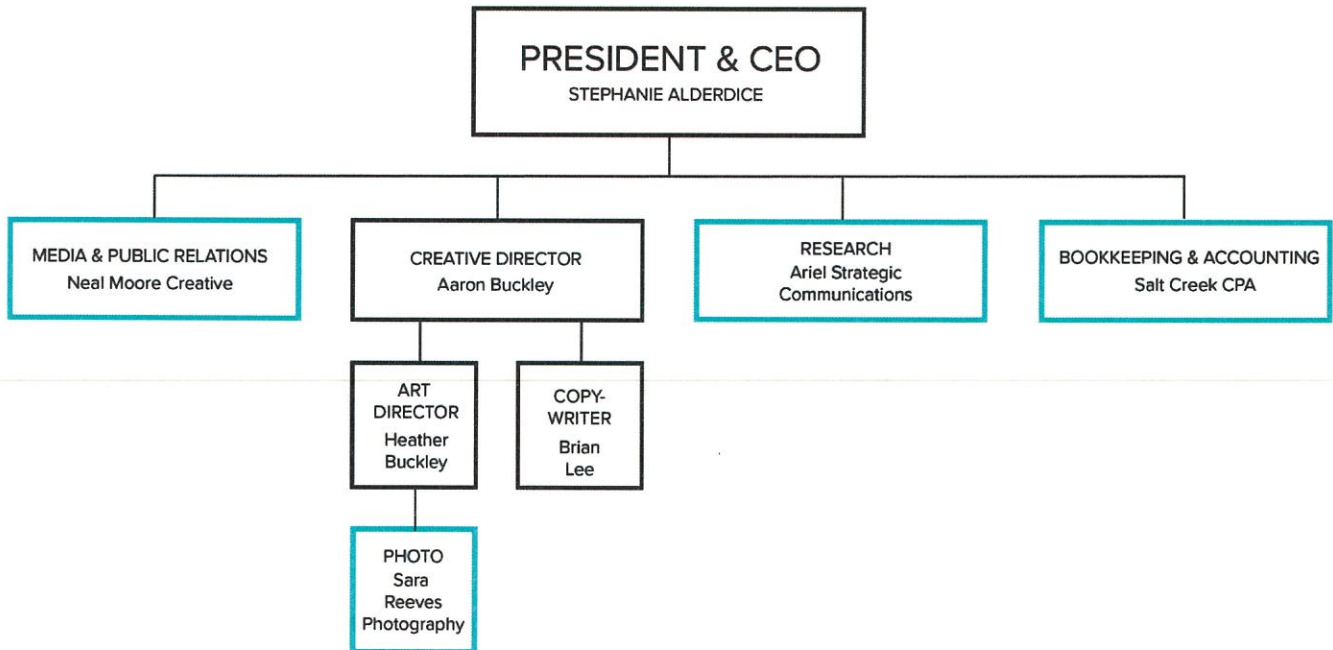 PRESIDENT & CEO
STEPHANIE ALDERDICE
MEDIA & PUBLIC RELATIONS
Neal Moore Creative
CREATIVE DIRECTOR
Aaron Buckley
RESEARCH
Ariel Strategic
Communications
BOOKKEEPING & ACCOUNTING
Salt Creek CPA
ART
DIRECTOR
Heather
Buckley
COPY-
WRITER
Brian
Lee
PHOTO
Sara
Reeves
Photography